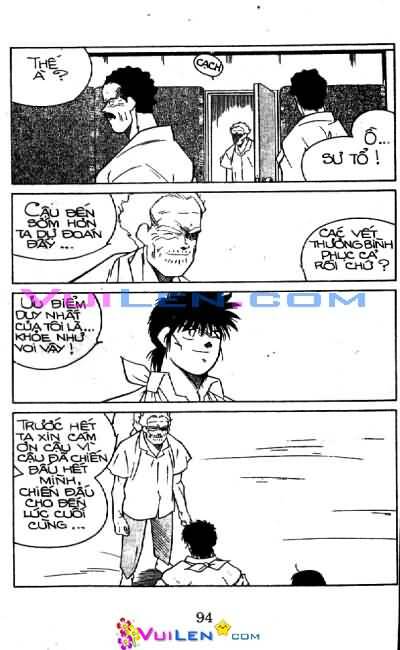 THẾ
À ?
CẠCH
Ồ...
SƯ TỔ !
CẬU ĐẾN
SỚM HƠN
TA DỰ ĐOÁN
ĐẤY ...
CÁC VẾT
THƯƠNG BÌNH
PHỤC CẢ
RỒI CHỨ ?
ƯU ĐIỂM
DUY NHẤT
CỦA TÔI LÀ...
KHỎE NHƯ
VOI VẬY !
VUILEN.COM
TRƯỚC HẾT
TA XIN CẢM
ƠN CẬU VÌ
CẬU ĐÃ CHIẾN
ĐẤU HẾT
MÌNH,
CHIẾN ĐẤU
CHO ĐẾN
LÚC CUỐI
CÙNG ...
94
VUILEN.COM